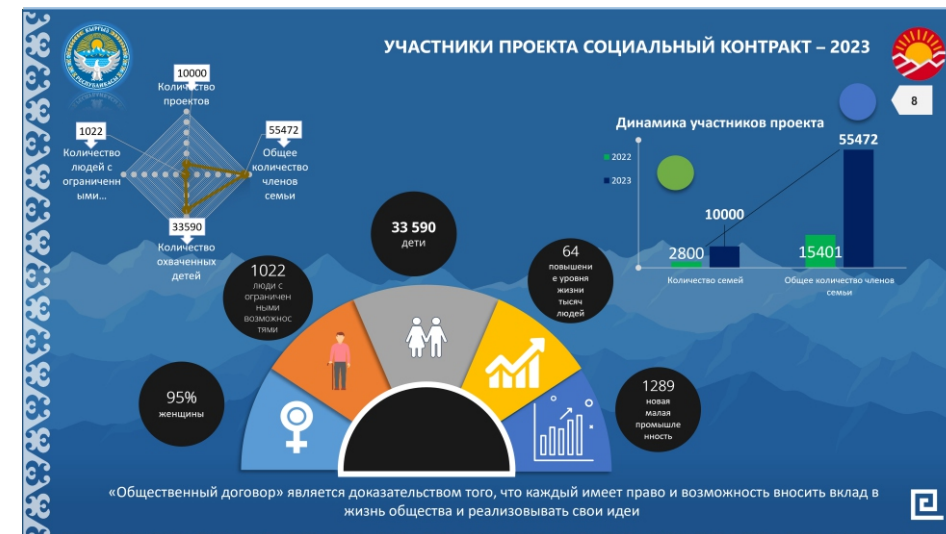 УЧАСТНИКИ ПРОЕКТА СОЦИАЛЬНЫЙ КОНТРАКТ – 2023
8
КЫРГЫЗ
РЕСПУБЛИКАСЫ
10000
Количество
проектов
1022
Количество
людей с
ограниченн
ыми...
55472
Общее
количество
членов
семьи
33590
Количество
охваченных
детей
Динамика участников проекта
2022
2023
2800
10000
15401
55472
Количество семей
Общее количество членов
семьи
95%
женщины
1022
люди с
ограничен
ными
возможнос
тями
33 590
дети
64
повышени
е уровня
жизни
тысяч
людей
1289
новая
малая
промышле
нность
«Общественный договор» является доказательством того, что каждый имеет право и возможность вносить вклад в
жизнь общества и реализовывать свои идеи